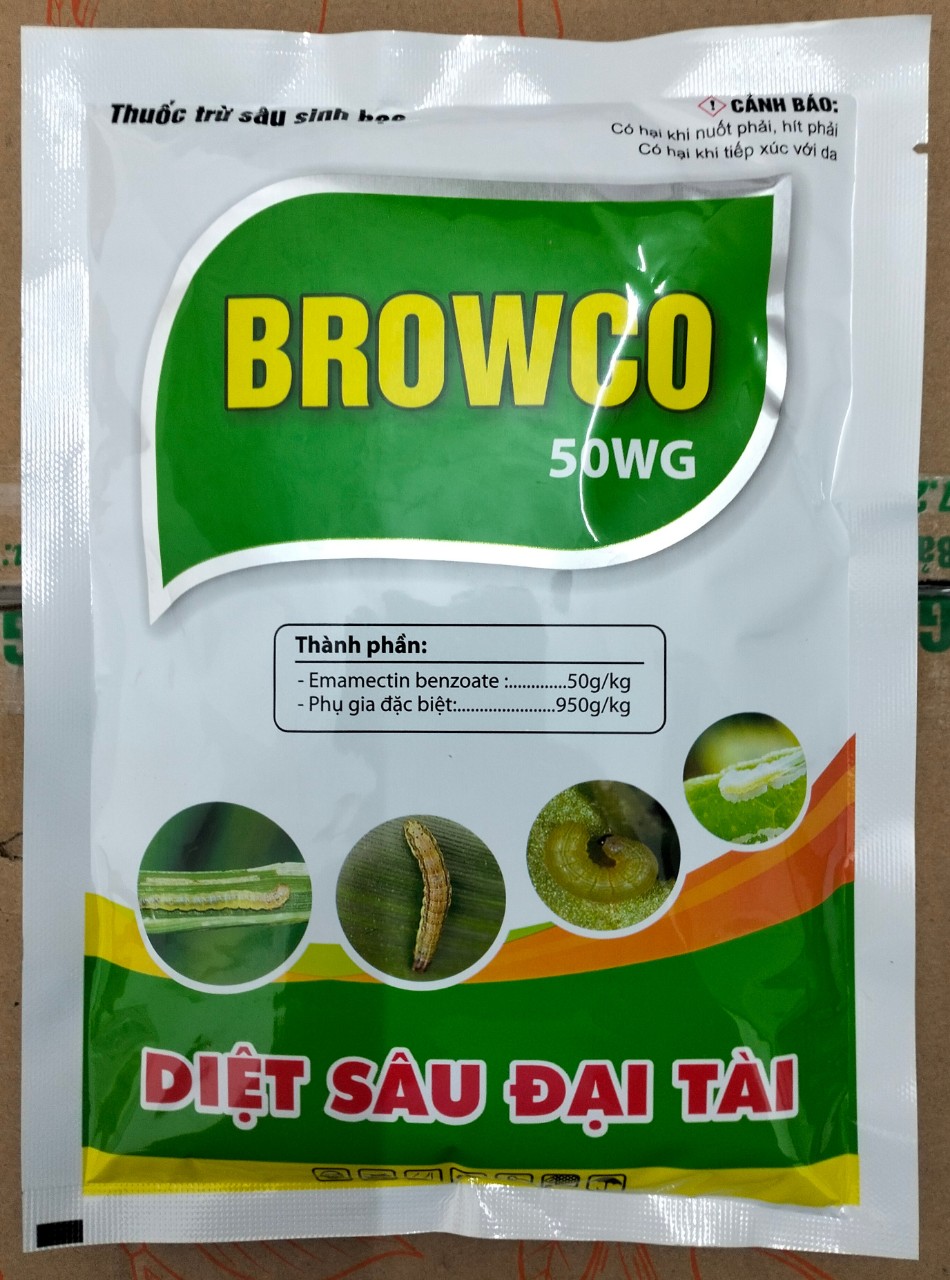 Thuốc trừ sâu sinh học
CẢNH BÁO:
Có hại khi nuốt phải, hít phải
Có hại khi tiếp xúc với da
BROWCO
50WG
Thành phần:
- Emamectin benzoate :.............50g/kg
- Phụ gia đặc biệt:......................950g/kg
DIỆT SÂU ĐẠI TÀI